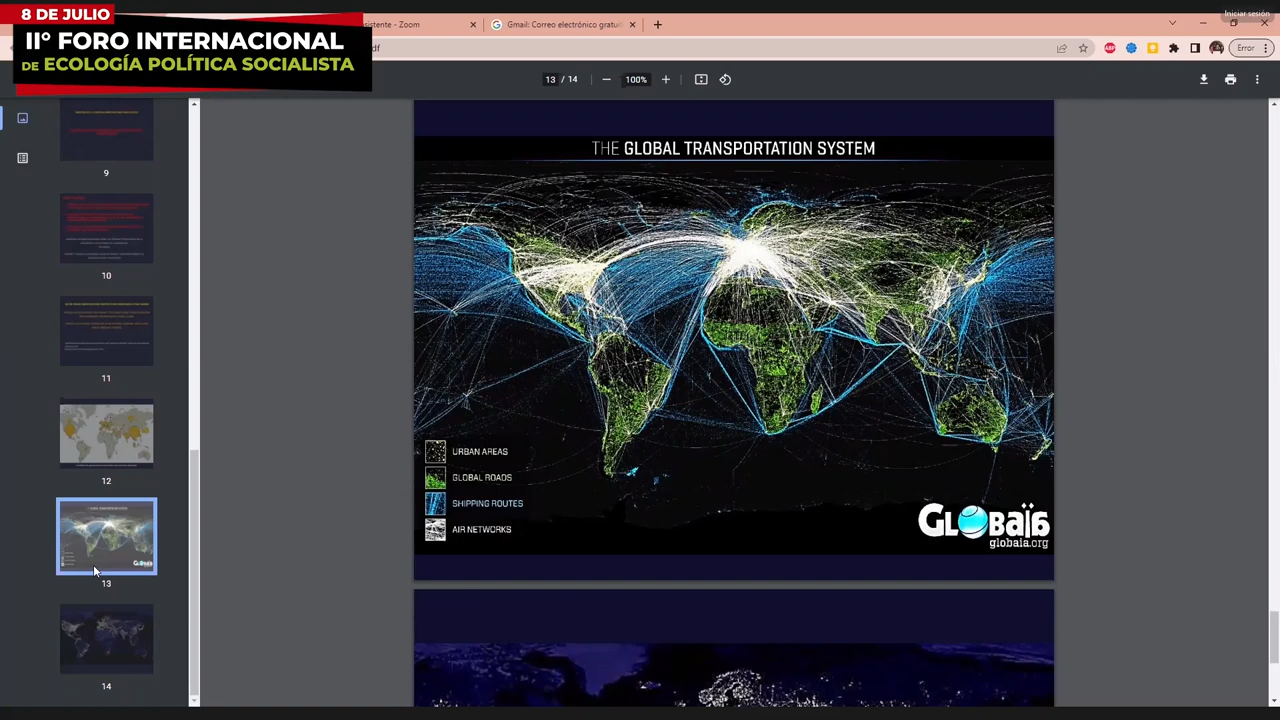 8 DE JULIO
IIº FORO INTERNACIONAL
DE ECOLOGÍA POLÍTICA SOCIALISTA
istente - Zoom
Gmail: Correo electrónico gratuit
Iniciar sesión
df
Error
13 / 14
100%
THE GLOBAL TRANSPORTATION SYSTEM
URBAN AREAS
GLOBAL ROADS
SHIPPING ROUTES
AIR NETWORKS
GLOBAïA
globaia.org
9
10
11
12
13
14